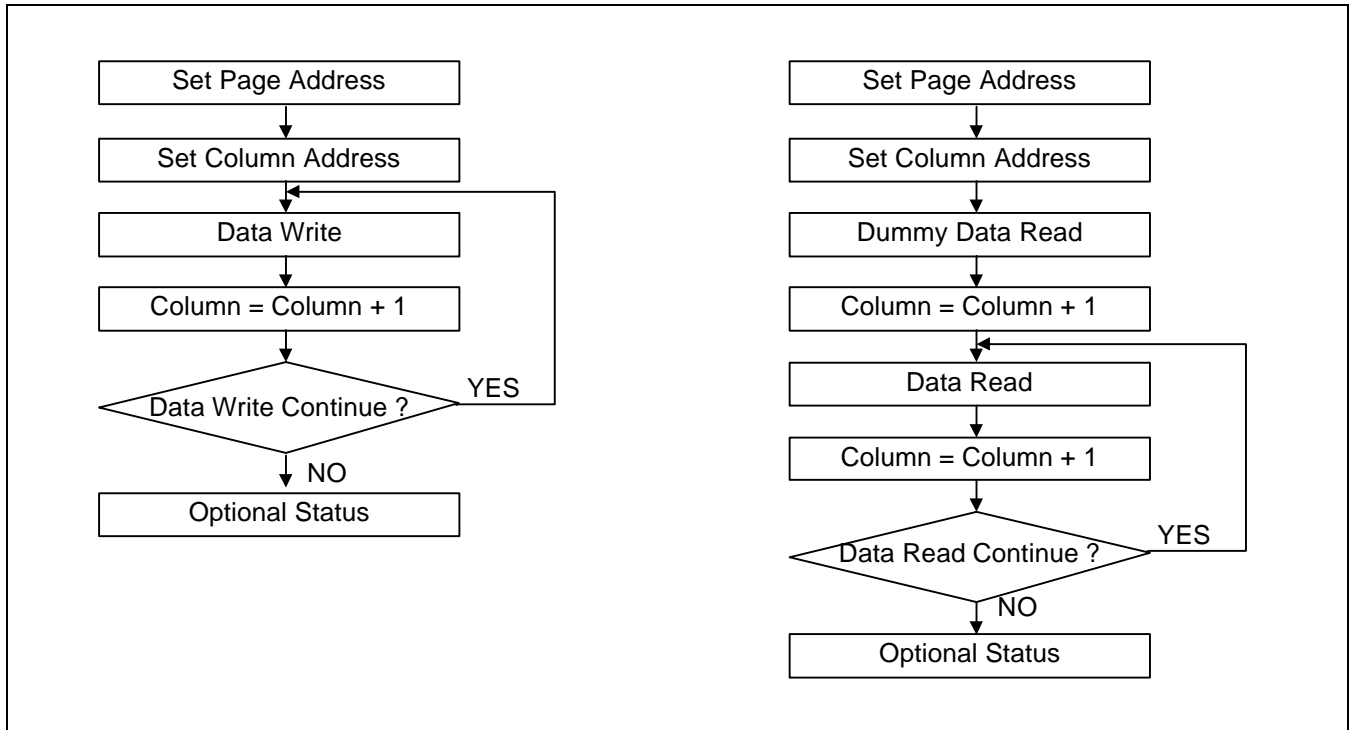 Set Page Address
Set Column Address
Data Write
Column = Column + 1
Data Write Continue ?
YES
NO
Optional Status
Set Page Address
Set Column Address
Dummy Data Read
Column = Column + 1
Data Read
Column = Column + 1
Data Read Continue ?
YES
NO
Optional Status